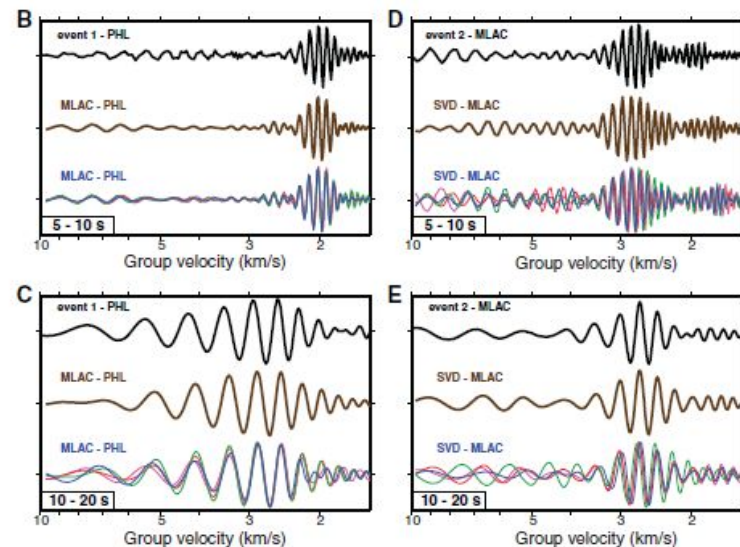 B
event 1 - PHL
MLAC - PHL
MLAC - PHL
5 - 10 s
10 5 3 2
Group velocity (km/s)
D
event 2 - MLAC
SVD - MLAC
SVD - MLAC
5 - 10 s
10 5 3 2
Group velocity (km/s)
C
event 1 - PHL
MLAC - PHL
MLAC - PHL
10 - 20 s
10 5 3 2
Group velocity (km/s)
E
event 2 - MLAC
SVD - MLAC
SVD - MLAC
10 - 20 s
10 5 3 2
Group velocity (km/s)